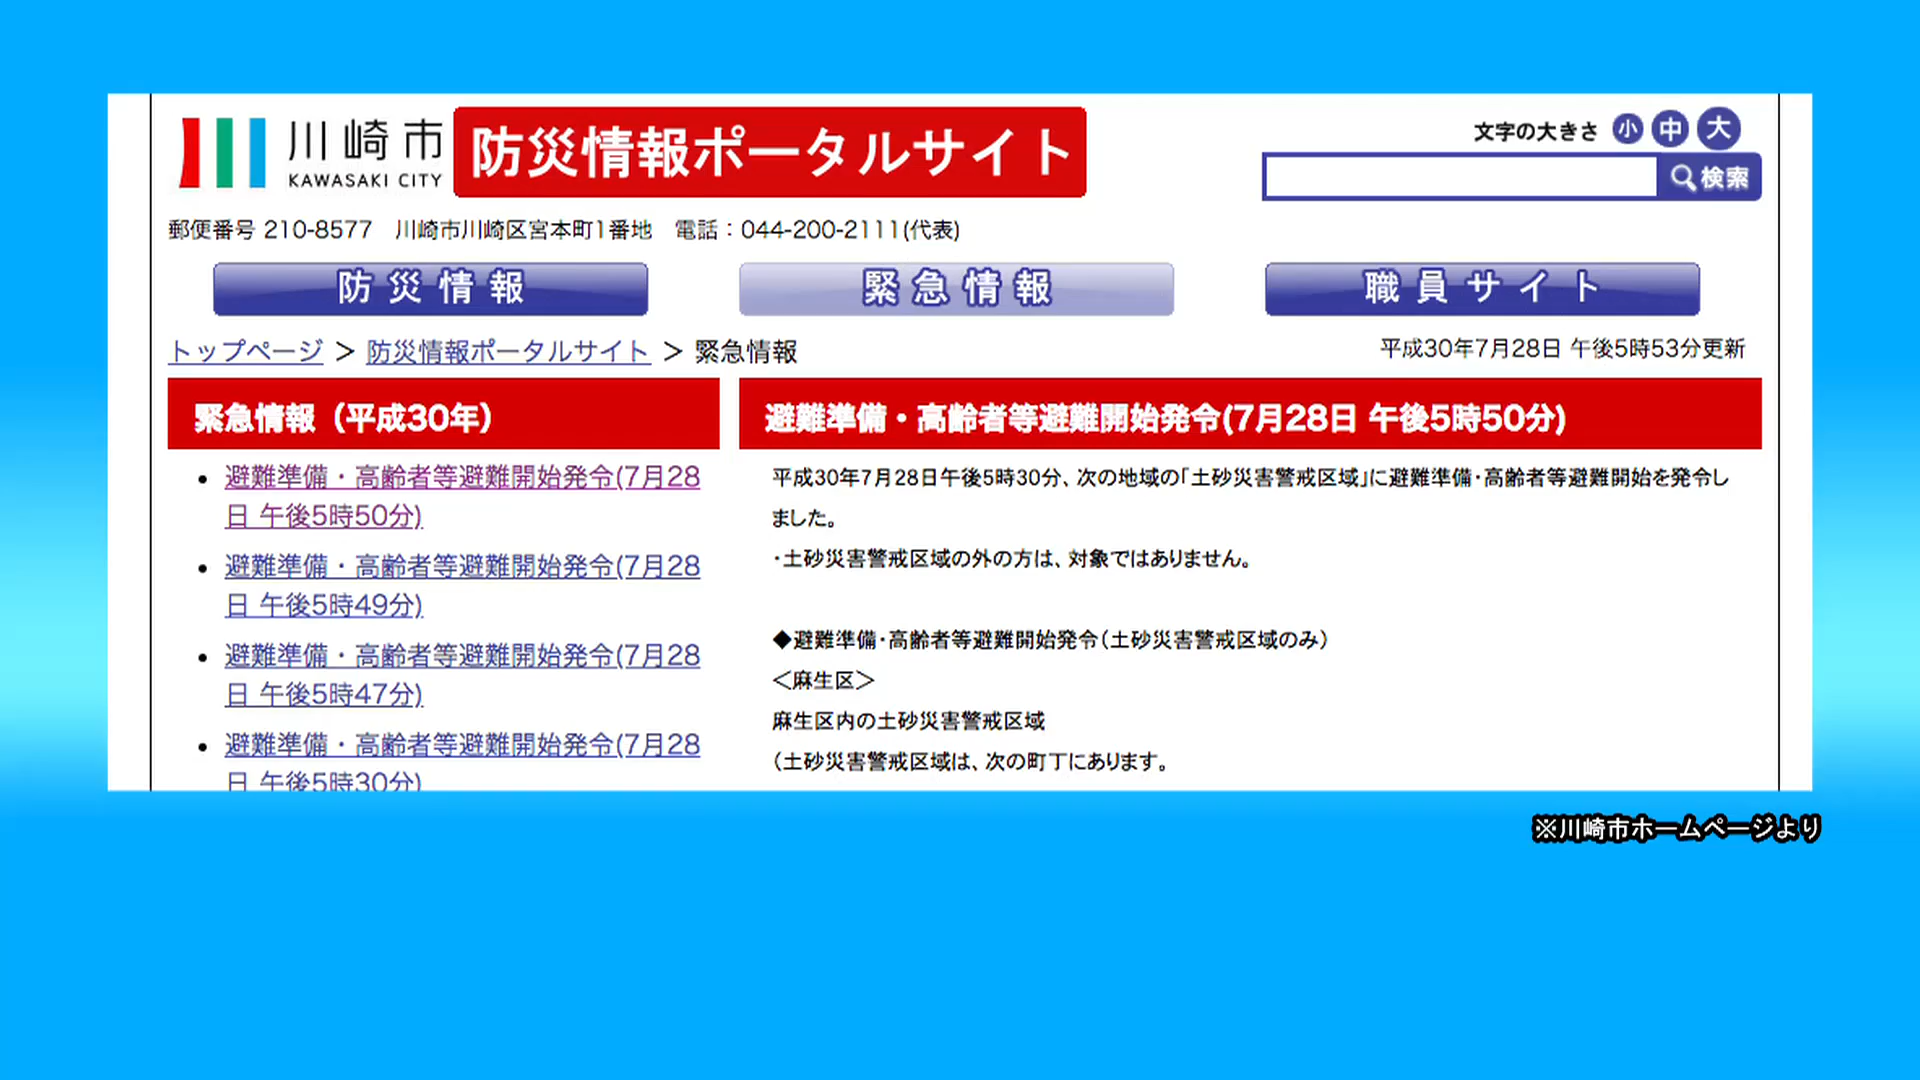 川崎市
KAWASAKI CITY
防災情報ポータルサイト
文字の大きさ 小 中 大
検索
郵便番号 210-8577　川崎市川崎区宮本町1番地　電話：044-200-2111(代表)
防災情報
緊急情報
職員サイト
トップページ ＞ 防災情報ポータルサイト ＞ 緊急情報
平成30年7月28日 午後5時53分更新
緊急情報（平成30年）
• 避難準備・高齢者等避難開始発令(7月28
日 午後5時50分)
• 避難準備・高齢者等避難開始発令(7月28
日 午後5時49分)
• 避難準備・高齢者等避難開始発令(7月28
日 午後5時47分)
• 避難準備・高齢者等避難開始発令(7月28
日 午後5時30分)
避難準備・高齢者等避難開始発令(7月28日 午後5時50分)
平成30年7月28日午後5時30分、次の地域の「土砂災害警戒区域」に避難準備・高齢者等避難開始を発令し
ました。
・土砂災害警戒区域の外の方は、対象ではありません。
◆避難準備・高齢者等避難開始発令（土砂災害警戒区域のみ）
＜麻生区＞
麻生区内の土砂災害警戒区域
（土砂災害警戒区域は、次の町丁にあります。
※川崎市ホームページより